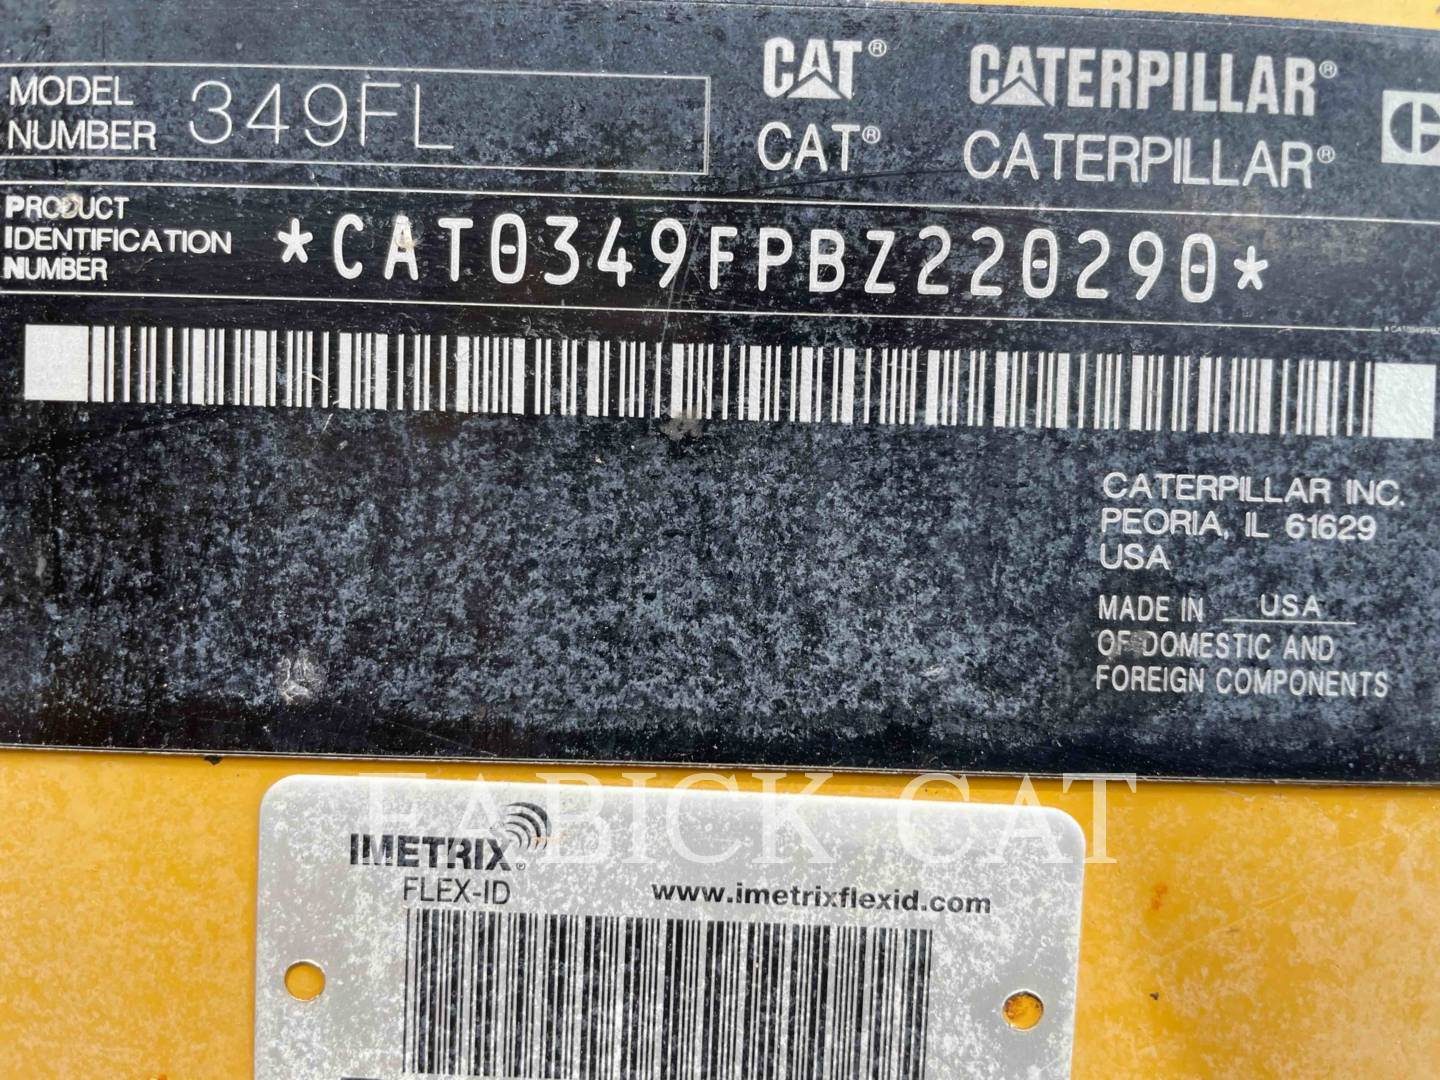 MODEL NUMBER 349FL
CAT® CATERPILLAR®
CAT® CATERPILLAR®
PRODUCT IDENTIFICATION NUMBER *CAT0349FPBZ220290*
CATERPILLAR INC.
PEORIA, IL 61629
USA
MADE IN USA
OF DOMESTIC AND
FOREIGN COMPONENTS
FABICK CAT
IMETRIX®
FLEX-ID
www.imetrixflexid.com